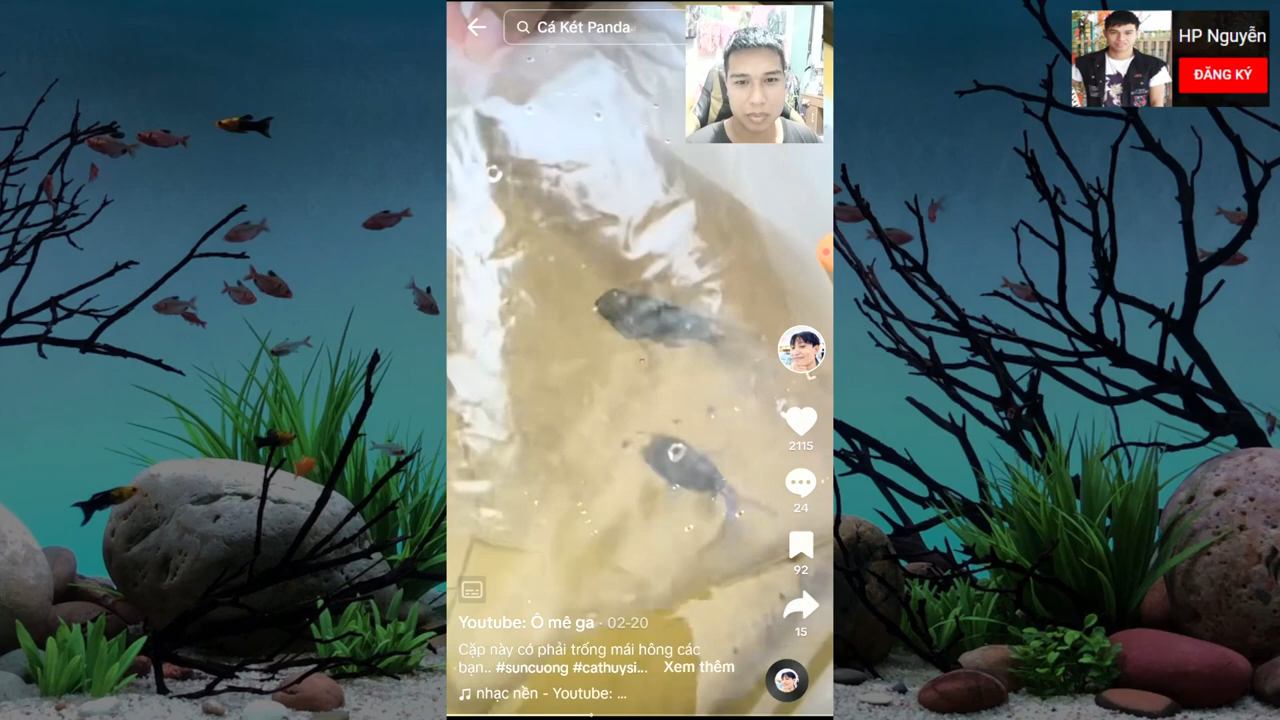 Cá Két Panda
HP Nguyễn
ĐĂNG KÝ
2115
24
92
15
Youtube: Ô mê ga · 02-20
Cặp này có phải trống mái hông các
bạn.. #suncuong #cathuysi... Xem thêm
nhạc nền - Youtube: ...